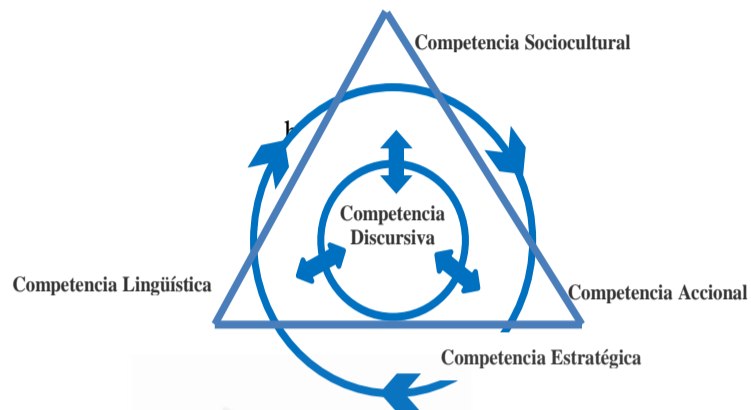 Competencia Sociocultural
h
Competencia
Discursiva
Competencia Lingüística
Competencia Accional
Competencia Estratégica